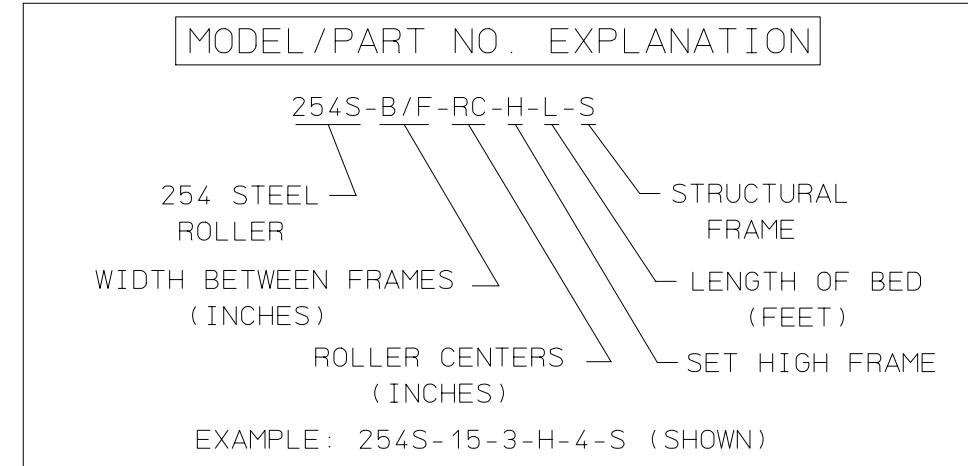 MODEL/PART NO. EXPLANATION
254S-B/F-RC-H-L-S
254 STEEL
ROLLER
STRUCTURAL
FRAME
WIDTH BETWEEN FRAMES
(INCHES)
LENGTH OF BED
(FEET)
ROLLER CENTERS
(INCHES)
SET HIGH FRAME
EXAMPLE: 254S-15-3-H-4-S (SHOWN)